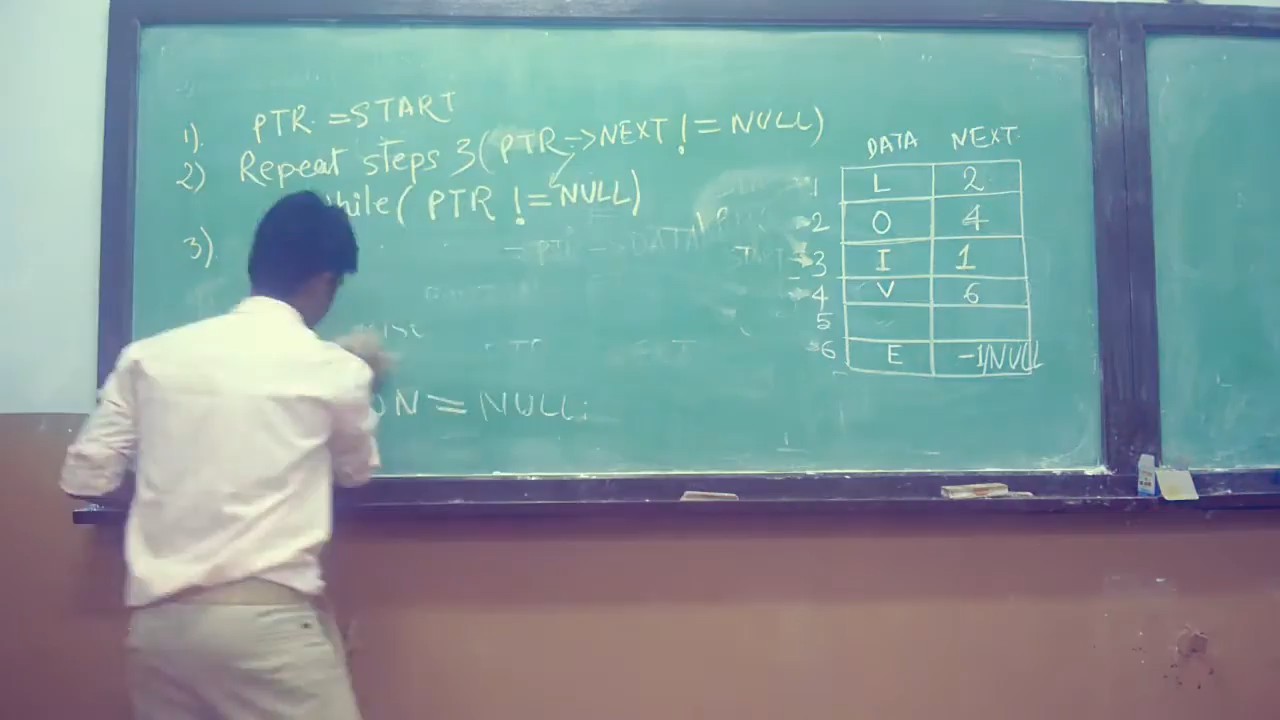 1). PTR = START
2) Repeat steps 3(PTR->NEXT != NULL)
while( PTR != NULL)
3).
N = NULL;
DATA NEXT
1 L 2
2 O 4
3 I 1
4 V 6
5
6 E -1/NULL